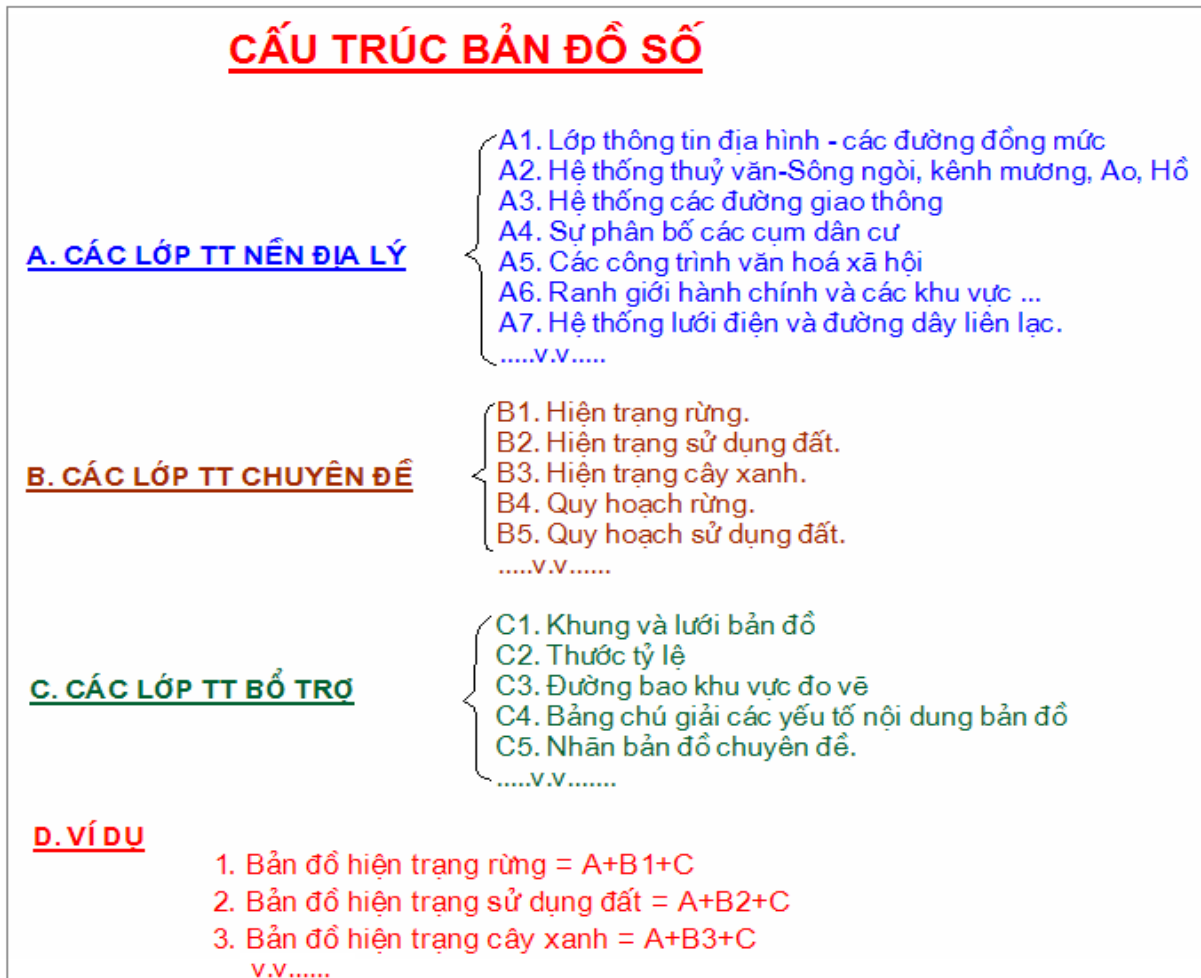 CẤU TRÚC BẢN ĐỒ SỐ
A. CÁC LỚP TT NỀN ĐỊA LÝ
A1. Lớp thông tin địa hình - các đường đồng mức
A2. Hệ thống thuỷ văn-Sông ngòi, kênh mương, Ao, Hồ
A3. Hệ thống các đường giao thông
A4. Sự phân bố các cụm dân cư
A5. Các công trình văn hoá xã hội
A6. Ranh giới hành chính và các khu vực ...
A7. Hệ thống lưới điện và đường dây liên lạc.
.....v.v.....
B. CÁC LỚP TT CHUYÊN ĐỀ
B1. Hiện trạng rừng.
B2. Hiện trạng sử dụng đất.
B3. Hiện trạng cây xanh.
B4. Quy hoạch rừng.
B5. Quy hoạch sử dụng đất.
.....v.v......
C. CÁC LỚP TT BỔ TRỢ
C1. Khung và lưới bản đồ
C2. Thước tỷ lệ
C3. Đường bao khu vực đo vẽ
C4. Bảng chú giải các yếu tố nội dung bản đồ
C5. Nhãn bản đồ chuyên đề.
.....v.v.......
D. VÍ DỤ
1. Bản đồ hiện trạng rừng = A+B1+C
2. Bản đồ hiện trạng sử dụng đất = A+B2+C
3. Bản đồ hiện trạng cây xanh = A+B3+C
v.v......